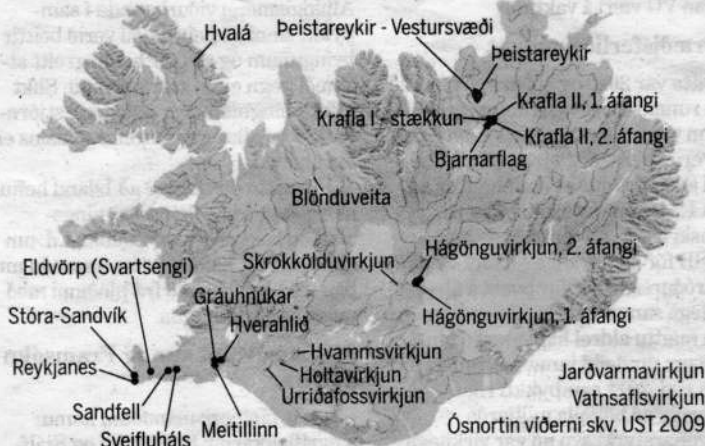 Hvalá
Þeistareykir - Vestursvæði
Þeistareykir
Krafla II, 1. áfangi
Krafla I - stækkun
Krafla II, 2. áfangi
Bjarnarflag
Blönduveita
Skrokkölduvirkjun
Hágönguvirkjun, 2. áfangi
Hágönguvirkjun, 1. áfangi
Eldvörp (Svartsengi)
Gráuhnúkar
Hverahlíð
Stóra-Sandvík
Reykjanes
Sandfell
Sveifluháls
Meitillinn
Hvammsvirkjun
Holtavirkjun
Urriðafossvirkjun
Jarðvarmavirkjun
Vatnsaflsvirkjun
Ósnortin víðerni skv. UST 2009